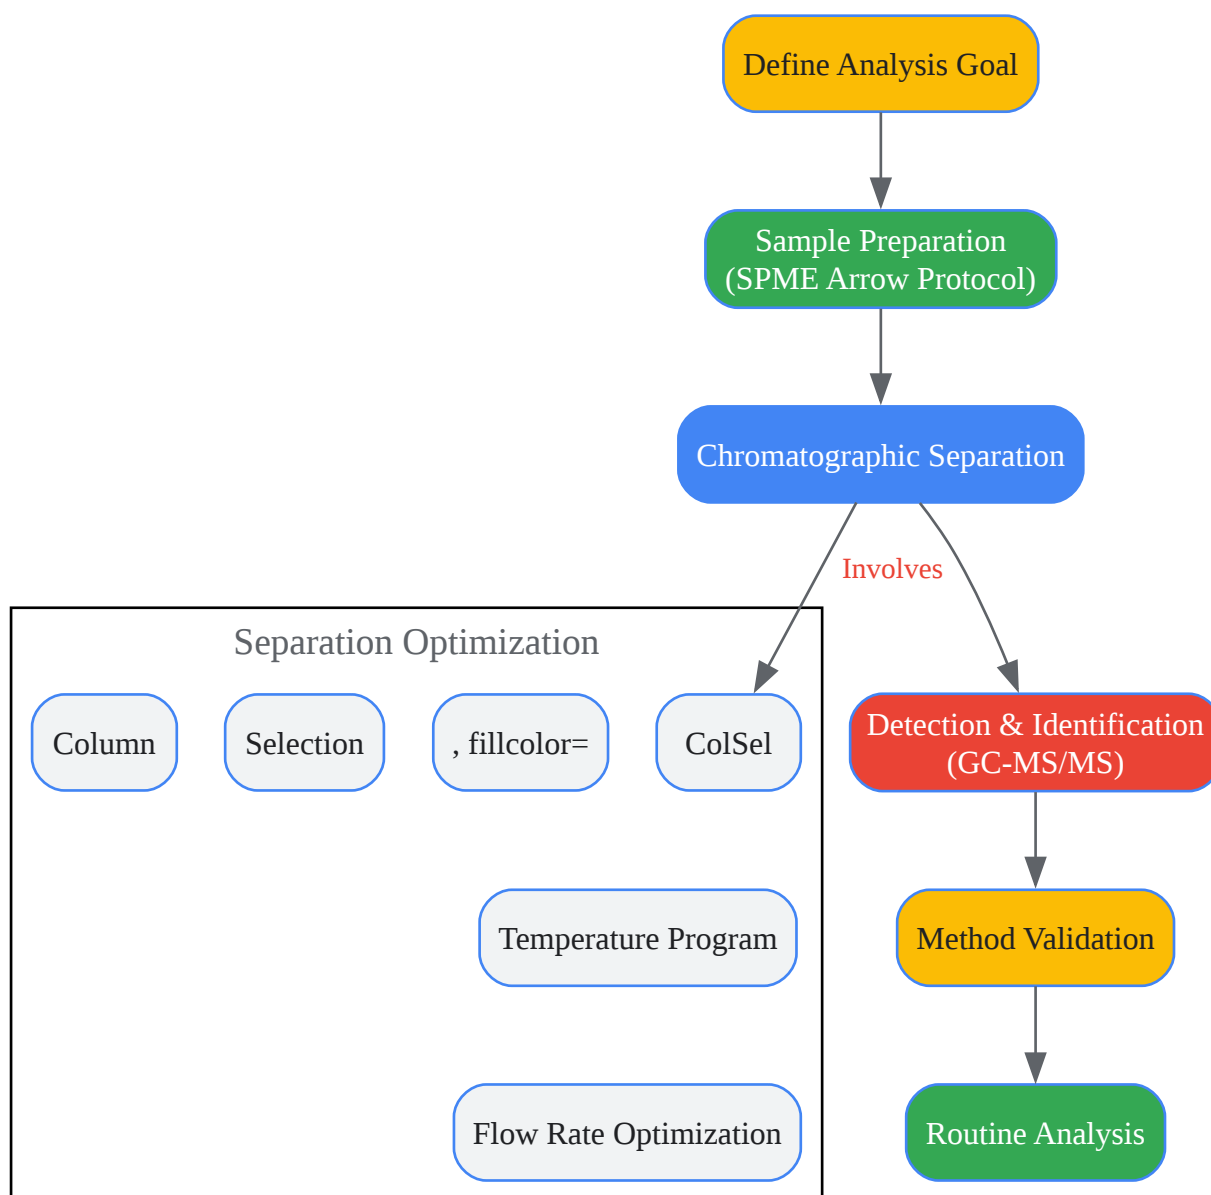 Define Analysis Goal
Sample Preparation
(SPME Arrow Protocol)
Chromatographic Separation
Involves
Separation Optimization
Column
Selection
, fillcolor=
ColSel
Detection & Identification
(GC-MS/MS)
Temperature Program
Method Validation
Flow Rate Optimization
Routine Analysis